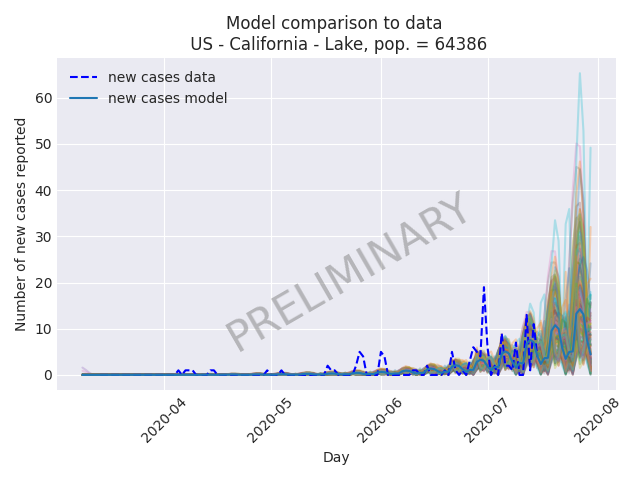 Model comparison to data
US - California - Lake, pop. = 64386
new cases data
new cases model
PRELIMINARY
Number of new cases reported
60
50
40
30
20
10
0
2020-04
2020-05
2020-06
2020-07
2020-08
Day